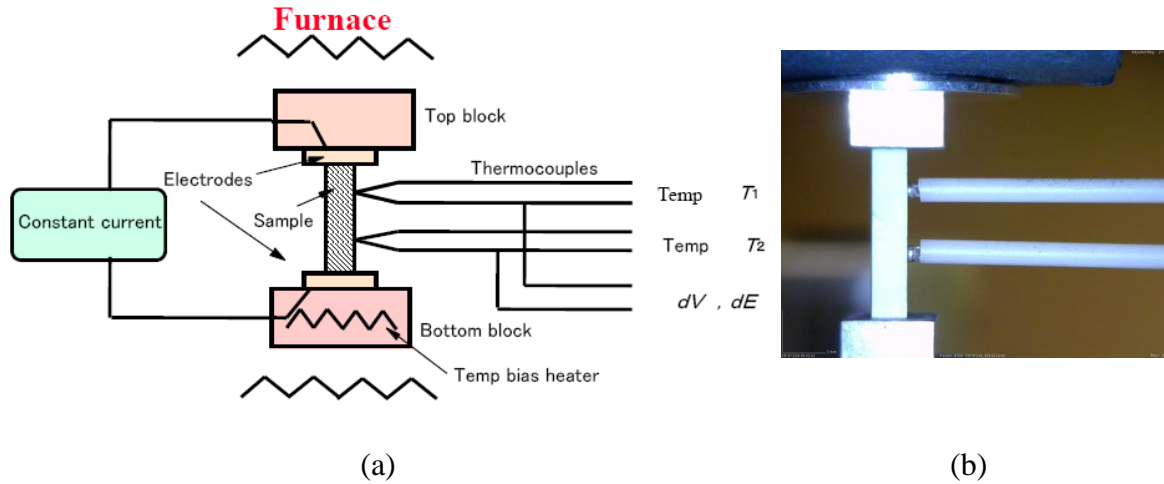 Furnace
Top block
Electrodes
Thermocouples
Temp T1
Sample
Constant current
Temp T2
dV , dE
Bottom block
Temp bias heater
(a)
(b)